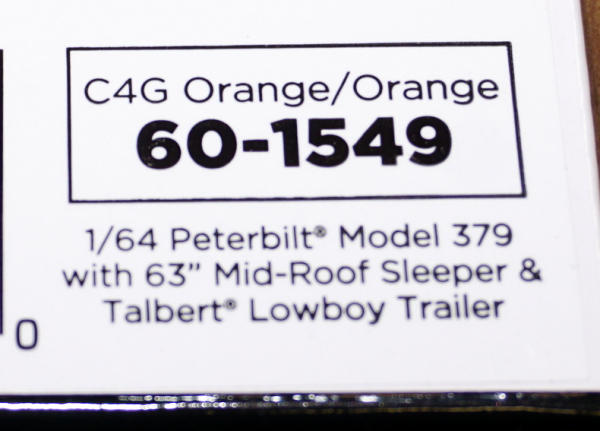 C4G Orange/Orange
60-1549
1/64 Peterbilt® Model 379
with 63” Mid-Roof Sleeper &
Talbert® Lowboy Trailer
0